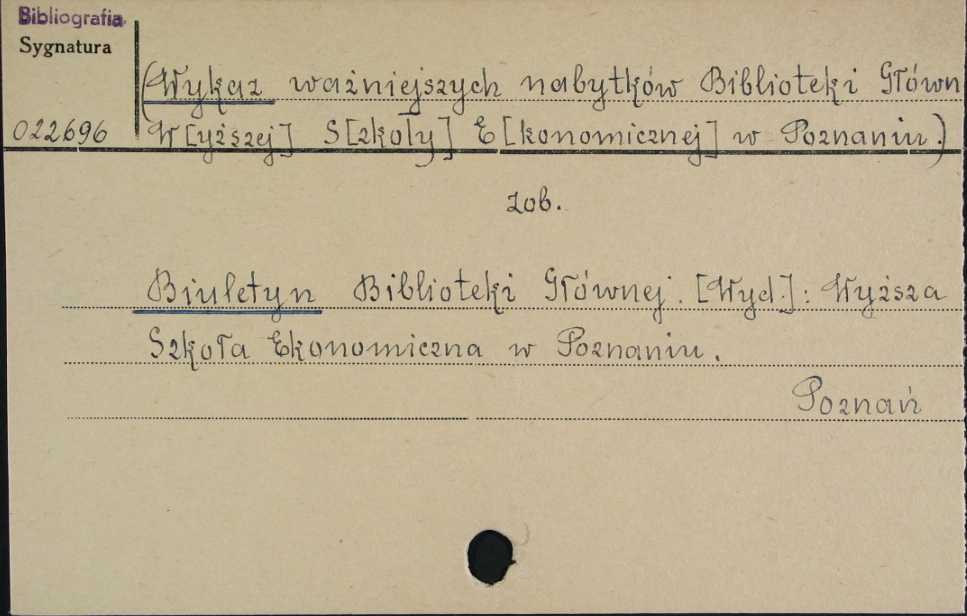 Bibliografia
Sygnatura
(Wykaz ważniejszych nabytków Biblioteki Główn
022696 W[yższej] S[zkoły] E[konomicznej] w Poznaniu.)
zob.
Biuletyn Biblioteki Głównej. [Wyd.]: Wyższa
Szkoła Ekonomiczna w Poznaniu.
Poznań